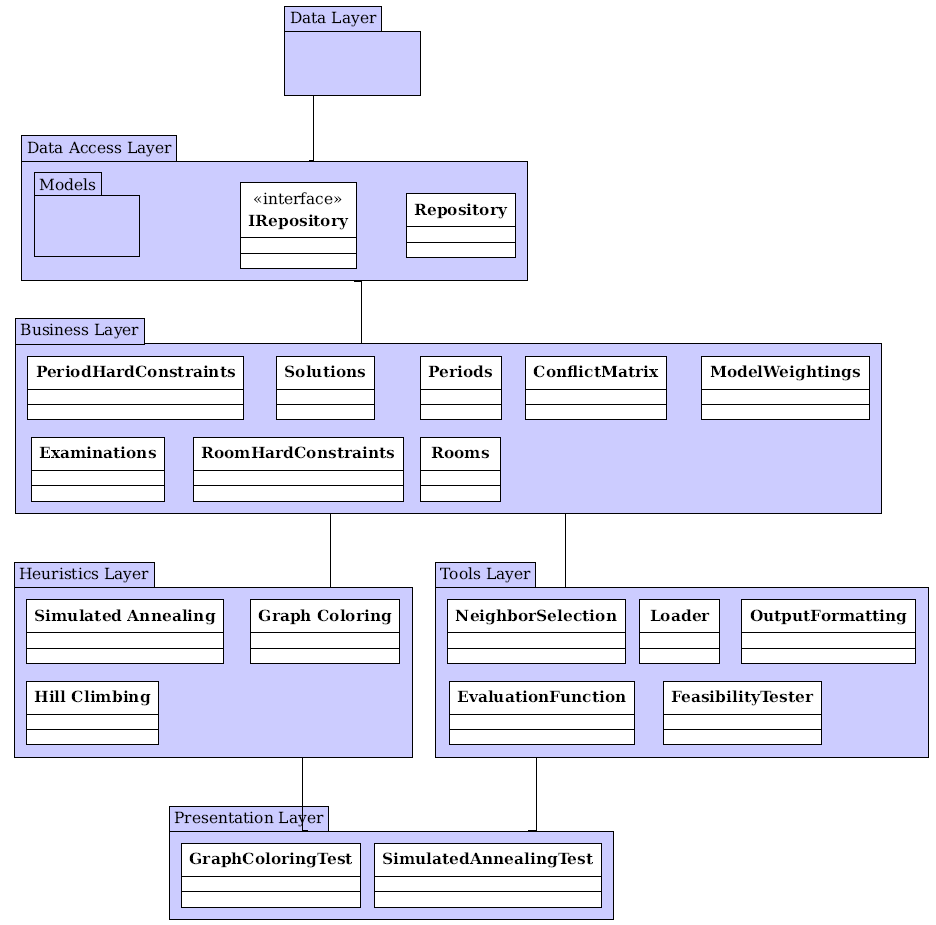 Data Layer
Data Access Layer
Models
«interface»
IRepository
Repository
Business Layer
PeriodHardConstraints
Solutions
Periods
ConflictMatrix
ModelWeightings
Examinations
RoomHardConstraints
Rooms
Heuristics Layer
Simulated Annealing
Graph Coloring
Hill Climbing
Tools Layer
NeighborSelection
Loader
OutputFormatting
EvaluationFunction
FeasibilityTester
Presentation Layer
GraphColoringTest
SimulatedAnnealingTest